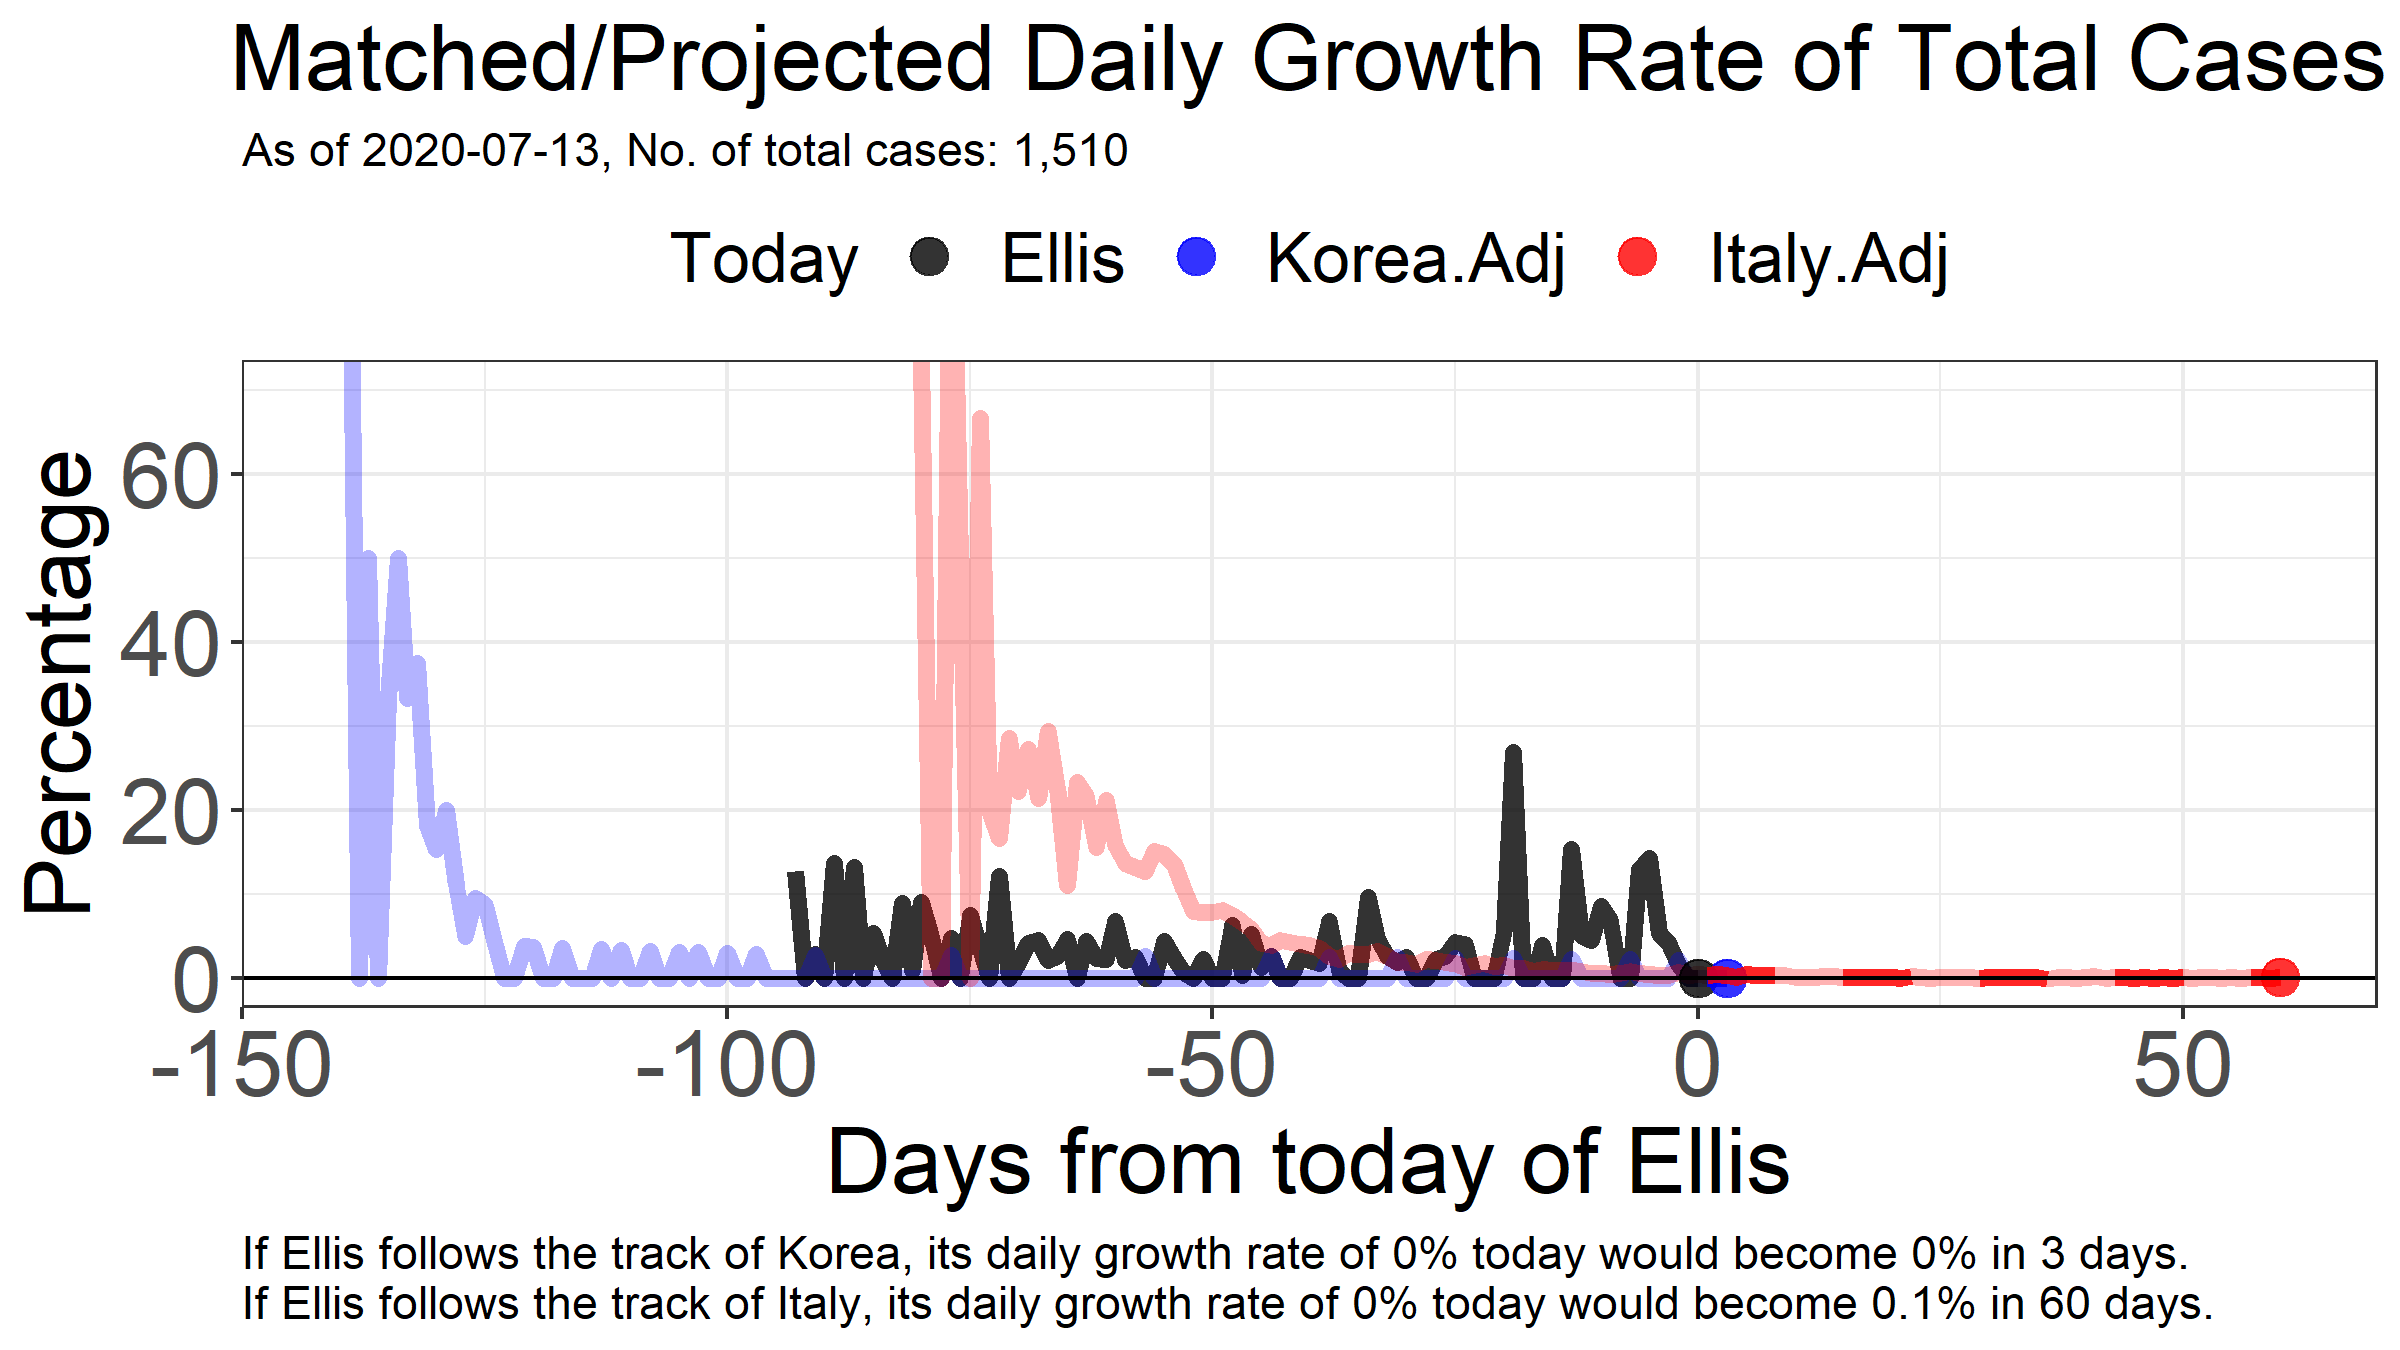 Matched/Projected Daily Growth Rate of Total Cases
As of 2020-07-13, No. of total cases: 1,510
Today Ellis Korea.Adj Italy.Adj
Percentage
60
40
20
0
-150 -100 -50 0 50
Days from today of Ellis
If Ellis follows the track of Korea, its daily growth rate of 0% today would become 0% in 3 days.
If Ellis follows the track of Italy, its daily growth rate of 0% today would become 0.1% in 60 days.